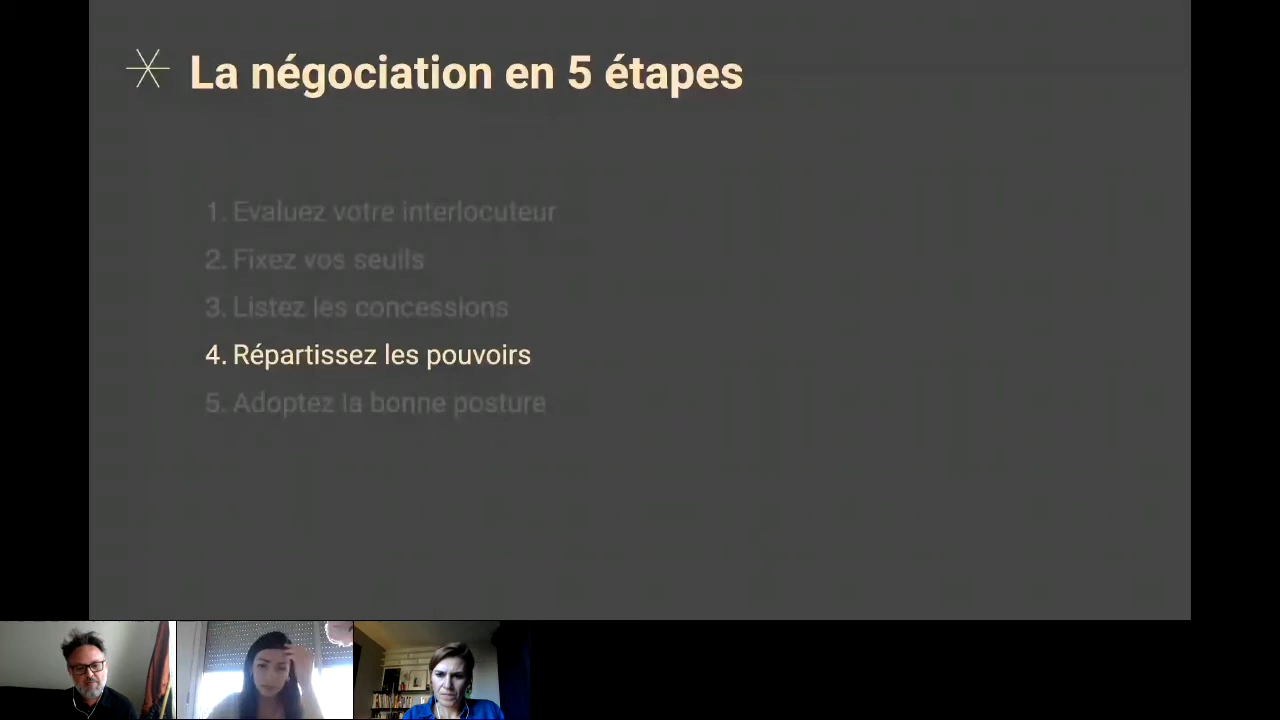 La négociation en 5 étapes
1. Evaluez votre interlocuteur
2. Fixez vos seuils
3. Listez les concessions
4. Répartissez les pouvoirs
5. Adoptez la bonne posture